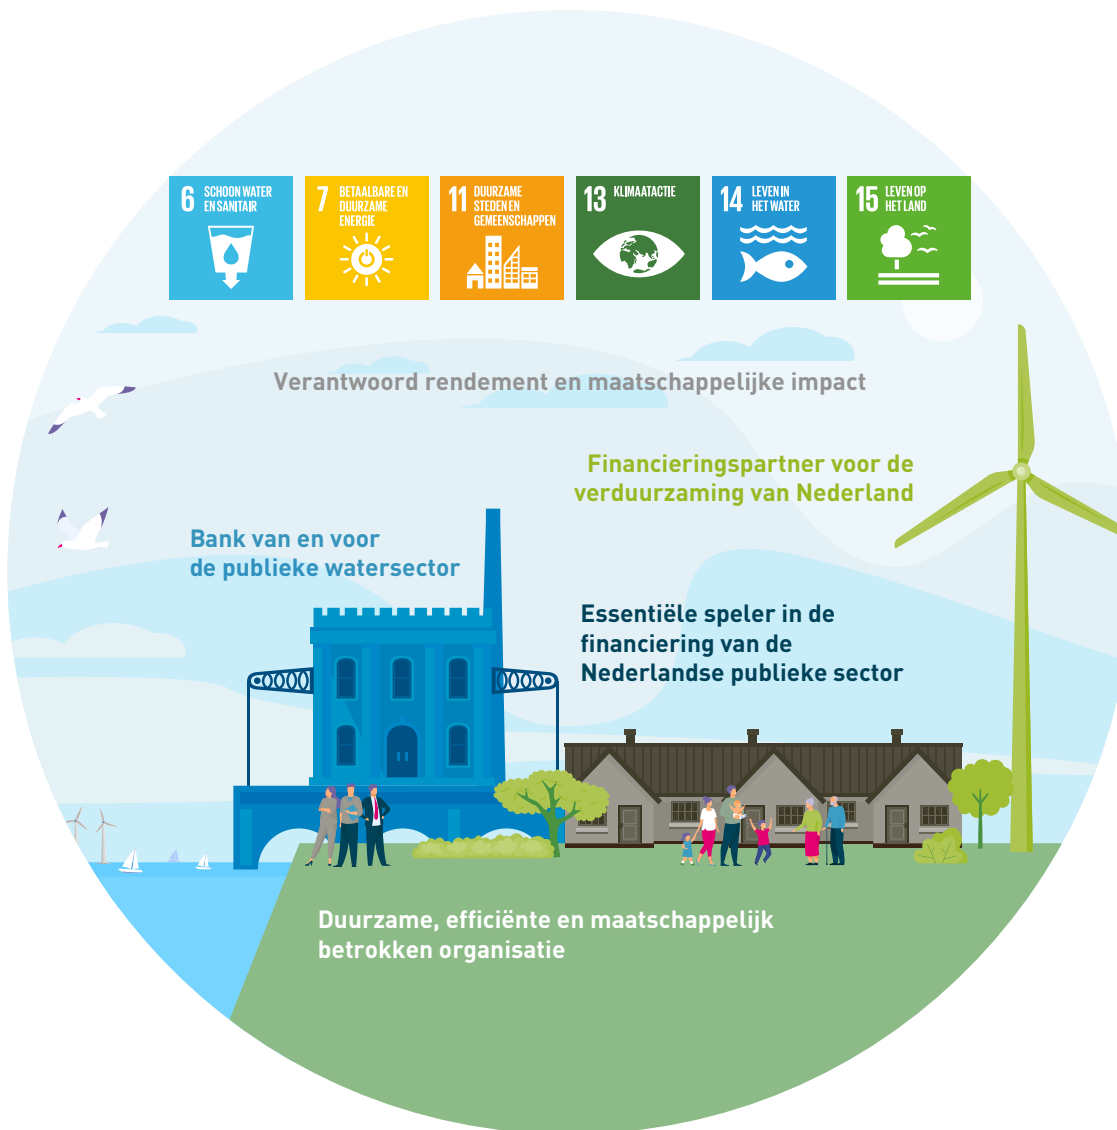 6 SCHOON WATER
EN SANITAIR
7 BETAALBARE EN
DUURZAME
ENERGIE
11 DUURZAME
STEDEN EN
GEMEENSCHAPPEN
13 KLIMAATACTIE
14 LEVEN IN
HET WATER
15 LEVEN OP
HET LAND
Verantwoord rendement en maatschappelijke impact
Financieringspartner voor de
verduurzaming van Nederland
Bank van en voor
de publieke watersector
Essentiële speler in de
financiering van de
Nederlandse publieke sector
Duurzame, efficiënte en maatschappelijk
betrokken organisatie